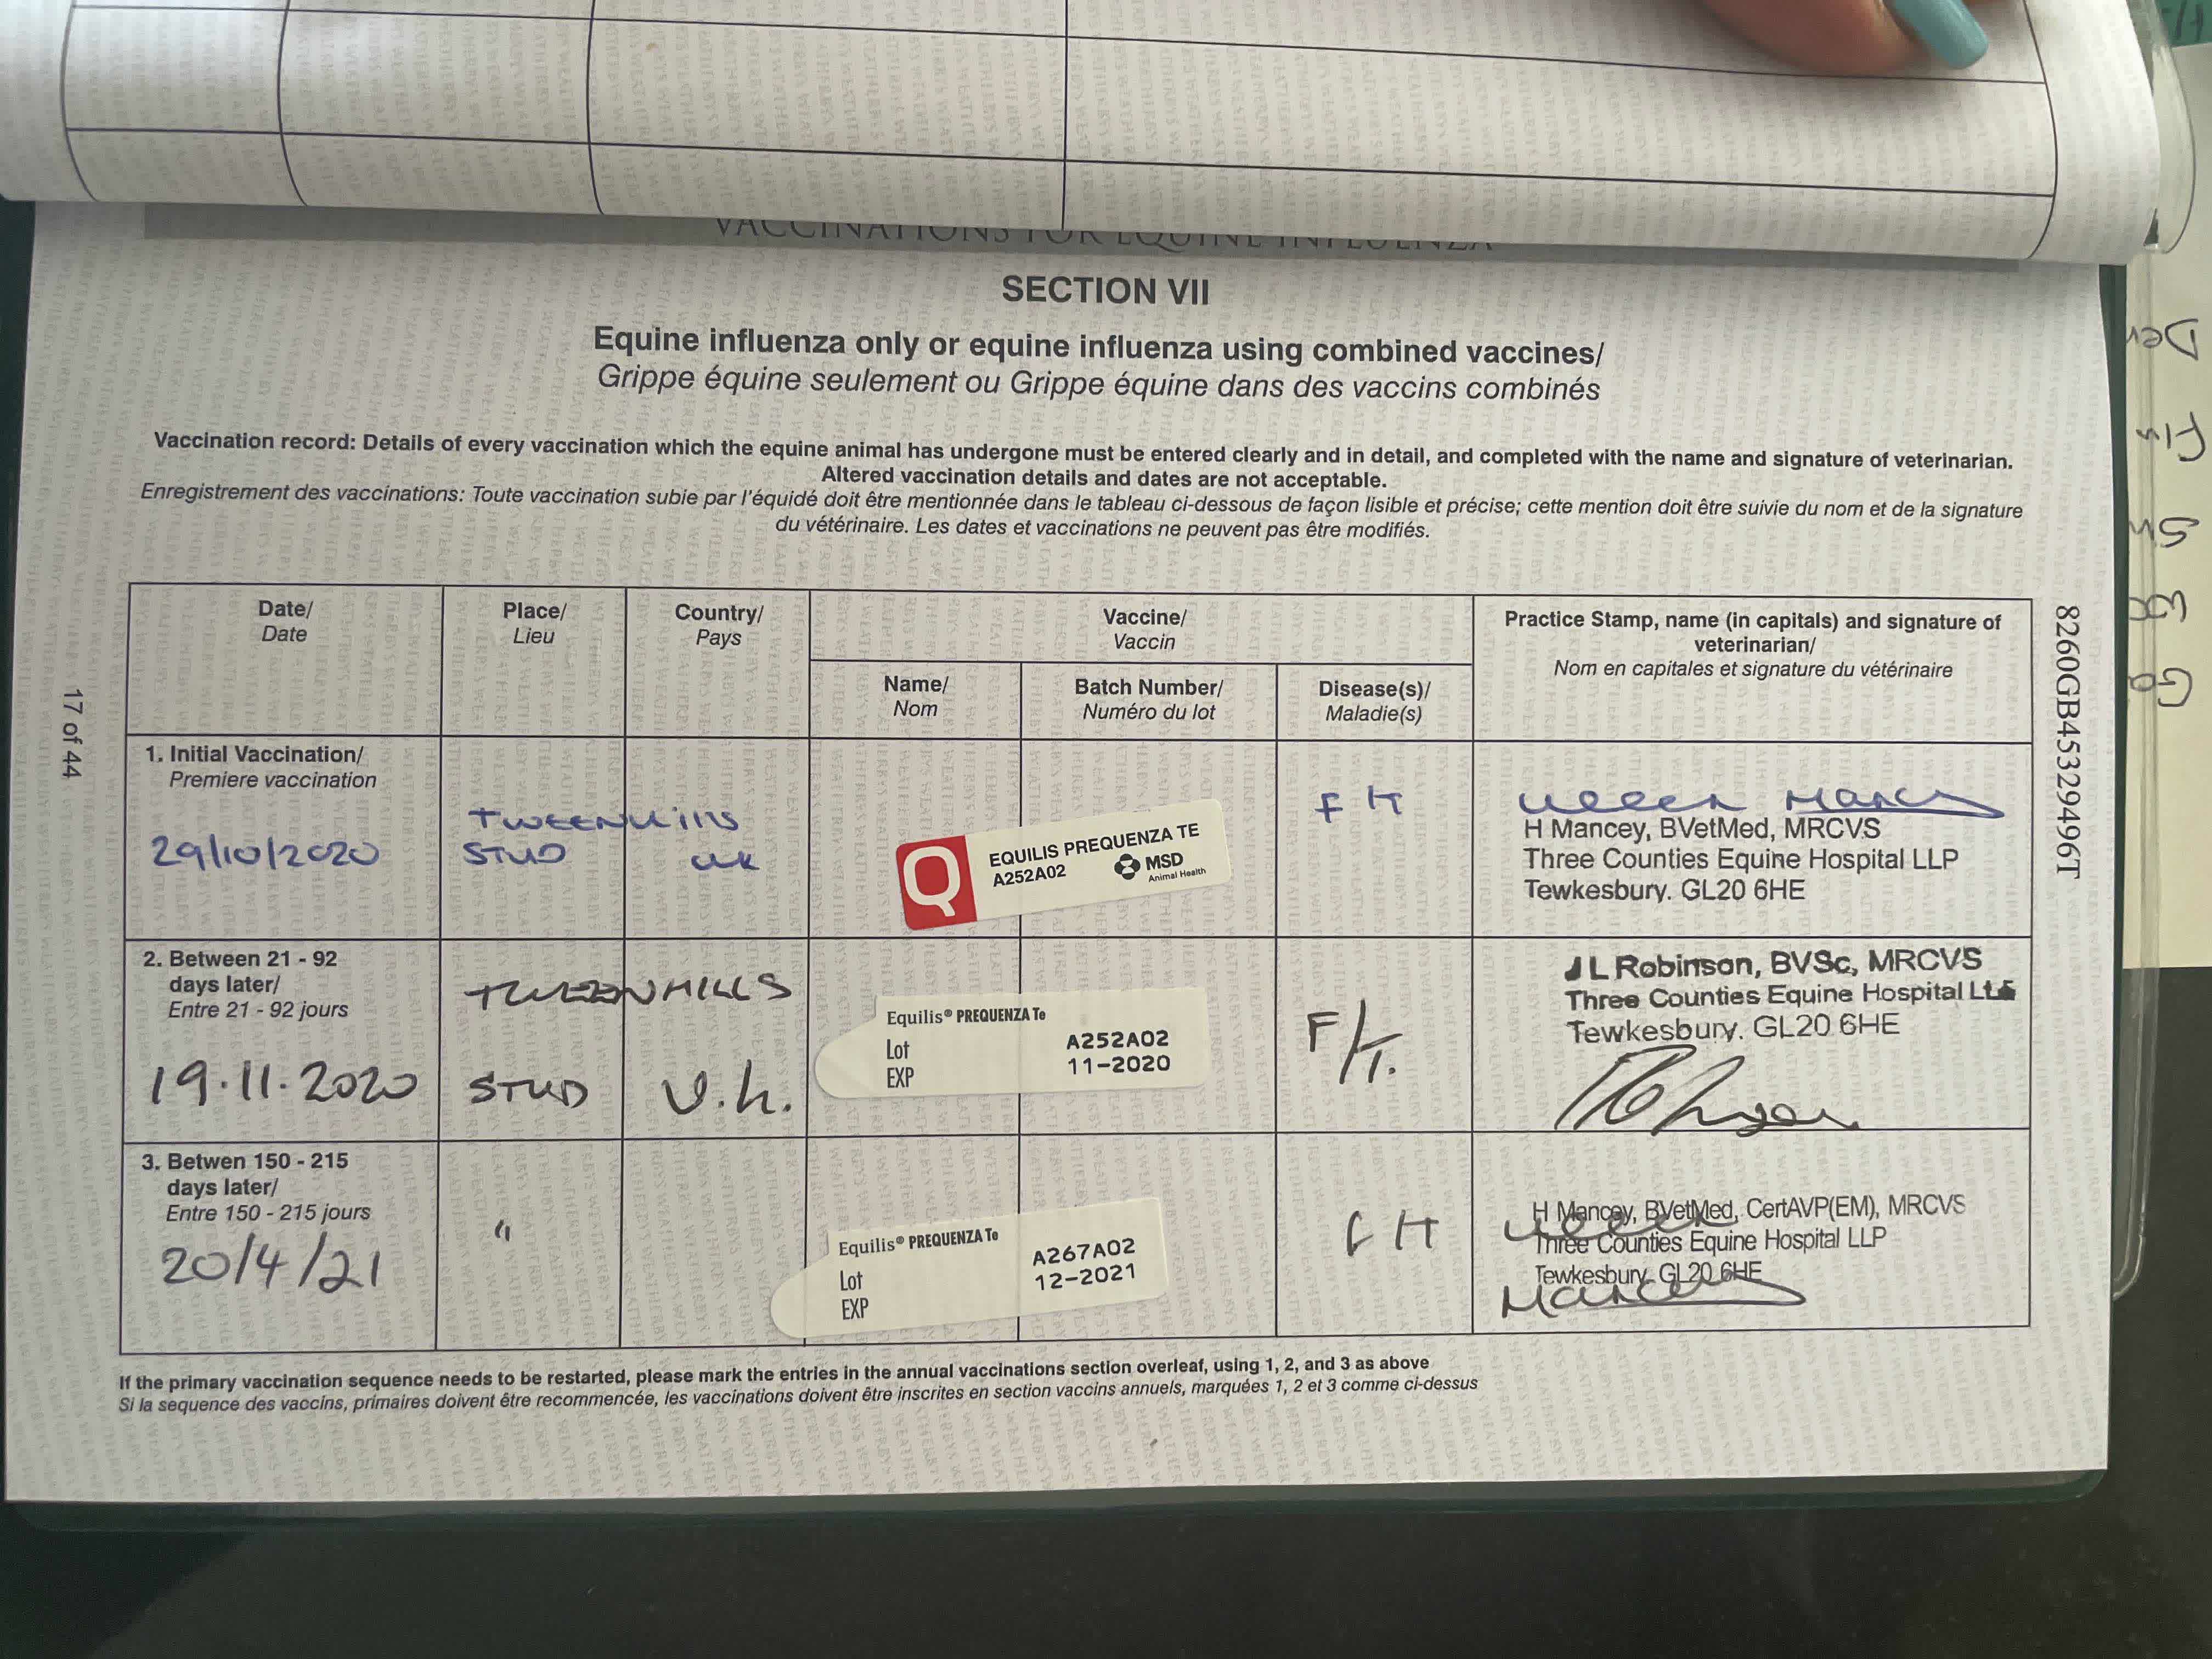 VACCINATIONS FOR EQUINE INFLUENZA
SECTION VII
Equine influenza only or equine influenza using combined vaccines/
Grippe équine seulement ou Grippe équine dans des vaccins combinés
Vaccination record: Details of every vaccination which the equine animal has undergone must be entered clearly and in detail, and completed with the name and signature of veterinarian.
Altered vaccination details and dates are not acceptable.
Enregistrement des vaccinations: Toute vaccination subie par l'équidé doit être mentionnée dans le tableau ci-dessous de façon lisible et précise; cette mention doit être suivie du nom et de la signature
du vétérinaire. Les dates et vaccinations ne peuvent pas être modifiés.
Date/
Date
Place/
Lieu
Country/
Pays
Vaccine/
Vaccin
Name/
Nom
Batch Number/
Numéro du lot
Disease(s)/
Maladie(s)
Practice Stamp, name (in capitals) and signature of
veterinarian/
Nom en capitales et signature du vétérinaire
1. Initial Vaccination/
Premiere vaccination
29/10/2020
TWEENHILLS
STUD
UK
Q
EQUILIS PREQUENZA TE
A252A02
MSD
Animal Health
F H
Mancey
H Mancey, BVetMed, MRCVS
Three Counties Equine Hospital LLP
Tewkesbury. GL20 6HE
2. Between 21 - 92
days later/
Entre 21 - 92 jours
19.11.2020
TWEENHILLS
STUD
U.K.
Equilis® PREQUENZA Te
Lot A252A02
EXP 11-2020
F/T.
J L Robinson, BVSc, MRCVS
Three Counties Equine Hospital
Tewkesbury. GL20 6HE
3. Betwen 150 - 215
days later/
Entre 150 - 215 jours
20/4/21
"
Equilis® PREQUENZA Te
Lot A267A02
EXP 12-2021
H Mancey, BVetMed, CertAVP(EM), MRCVS
Three Counties Equine Hospital LLP
Tewkesbury. GL20 6HE
Mancey
If the primary vaccination sequence needs to be restarted, please mark the entries in the annual vaccinations section overleaf, using 1, 2, and 3 as above
Si la sequence des vaccins, primaires doivent être recommencée, les vaccinations doivent être inscrites en section vaccins annuels, marquées 1, 2 et 3 comme ci-dessus
17 of 44
8260GB45329496T